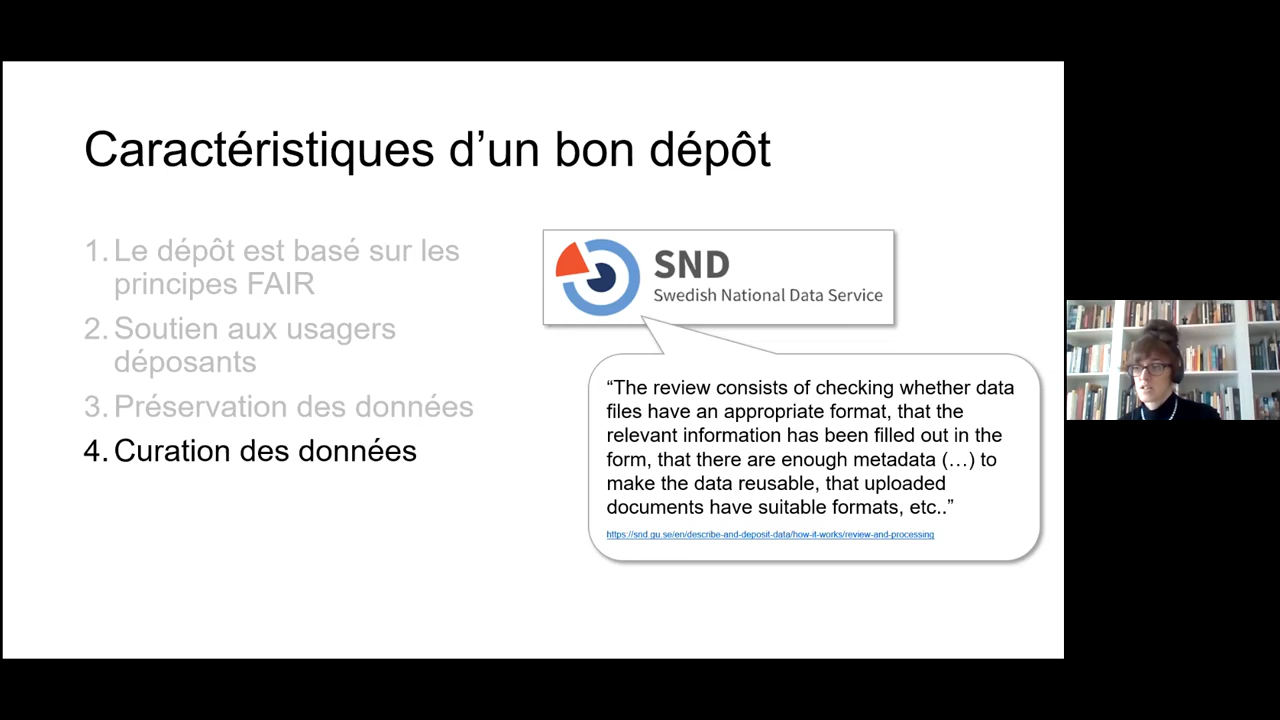 Caractéristiques d’un bon dépôt
1. Le dépôt est basé sur les
principes FAIR
2. Soutien aux usagers
déposants
3. Préservation des données
4. Curation des données
SND
Swedish National Data Service
“The review consists of checking whether data
files have an appropriate format, that the
relevant information has been filled out in the
form, that there are enough metadata (…) to
make the data reusable, that uploaded
documents have suitable formats, etc..”
https://snd.gu.se/en/describe-and-deposit-data/how-it-works/review-and-processing